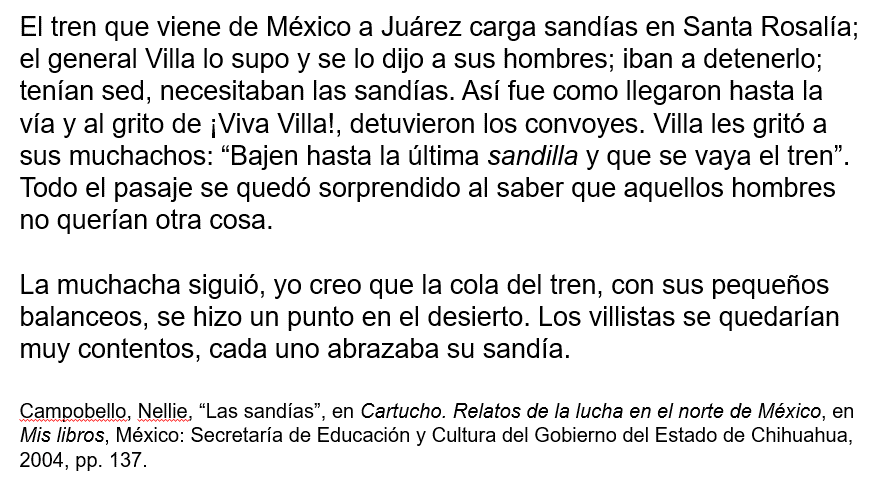 El tren que viene de México a Juárez carga sandías en Santa Rosalía;
el general Villa lo supo y se lo dijo a sus hombres; iban a detenerlo;
tenían sed, necesitaban las sandías. Así fue como llegaron hasta la
vía y al grito de ¡Viva Villa!, detuvieron los convoyes. Villa les gritó a
sus muchachos: “Bajen hasta la última sandilla y que se vaya el tren”.
Todo el pasaje se quedó sorprendido al saber que aquellos hombres
no querían otra cosa.
La muchacha siguió, yo creo que la cola del tren, con sus pequeños
balanceos, se hizo un punto en el desierto. Los villistas se quedarían
muy contentos, cada uno abrazaba su sandía.
Campobello, Nellie, “Las sandías”, en Cartucho. Relatos de la lucha en el norte de México, en
Mis libros, México: Secretaría de Educación y Cultura del Gobierno del Estado de Chihuahua,
2004, pp. 137.